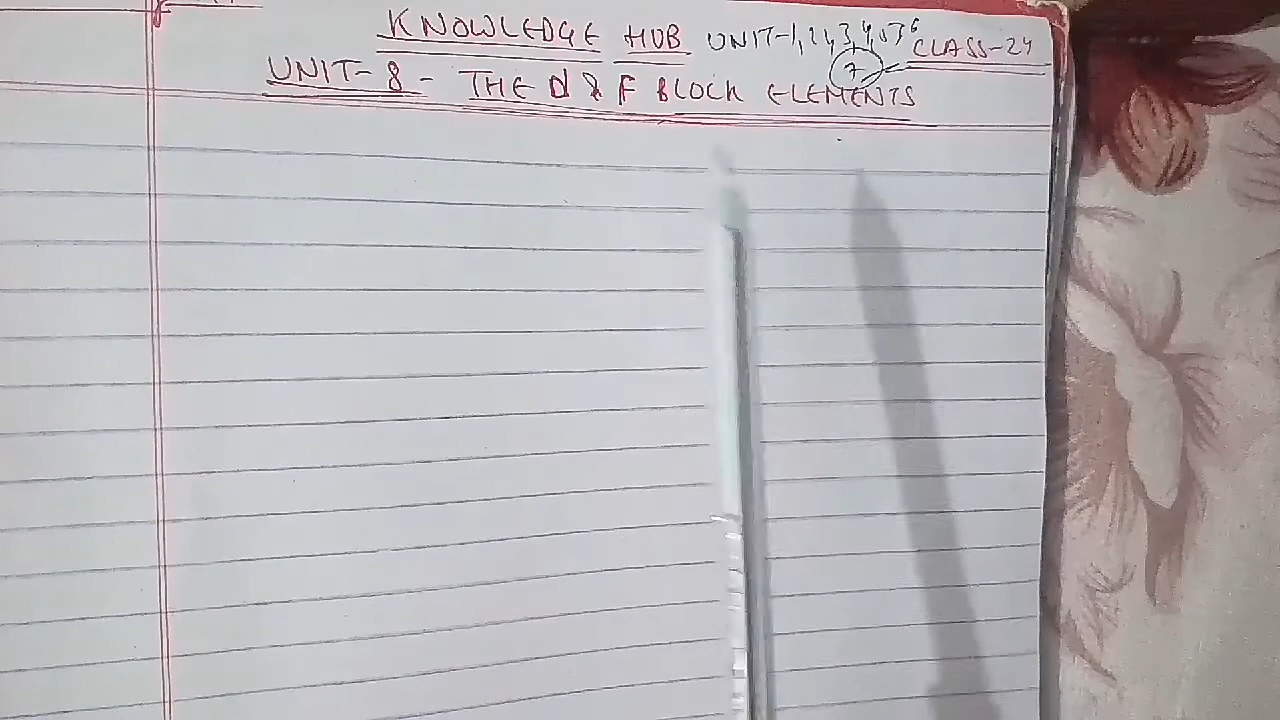 KNOWLEDGE HUB UNIT-1, 2, 3, 4, 5, 6 CLASS-24
7
UNIT-8 - THE d & F BLOCK ELEMENTS